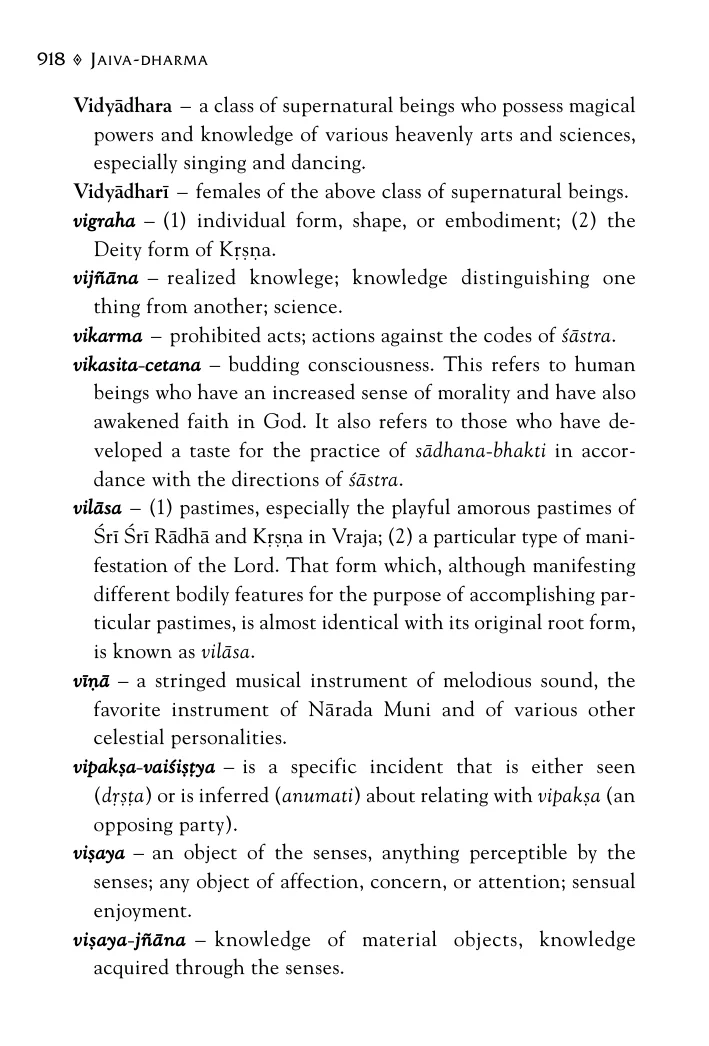 918 ◊ JAIVA-DHARMA
Vidyādhara – a class of supernatural beings who possess magical
powers and knowledge of various heavenly arts and sciences,
especially singing and dancing.
Vidyādharī – females of the above class of supernatural beings.
vigraha – (1) individual form, shape, or embodiment; (2) the
Deity form of Kṛṣṇa.
vijñāna – realized knowlege; knowledge distinguishing one
thing from another; science.
vikarma – prohibited acts; actions against the codes of śāstra.
vikasita-cetana – budding consciousness. This refers to human
beings who have an increased sense of morality and have also
awakened faith in God. It also refers to those who have de-
veloped a taste for the practice of sādhana-bhakti in accor-
dance with the directions of śāstra.
vilāsa – (1) pastimes, especially the playful amorous pastimes of
Śrī Śrī Rādhā and Kṛṣṇa in Vraja; (2) a particular type of mani-
festation of the Lord. That form which, although manifesting
different bodily features for the purpose of accomplishing par-
ticular pastimes, is almost identical with its original root form,
is known as vilāsa.
vīṇā – a stringed musical instrument of melodious sound, the
favorite instrument of Nārada Muni and of various other
celestial personalities.
vipakṣa-vaiśiṣṭya – is a specific incident that is either seen
(dṛṣṭa) or is inferred (anumati) about relating with vipakṣa (an
opposing party).
viṣaya – an object of the senses, anything perceptible by the
senses; any object of affection, concern, or attention; sensual
enjoyment.
viṣaya-jñāna – knowledge of material objects, knowledge
acquired through the senses.